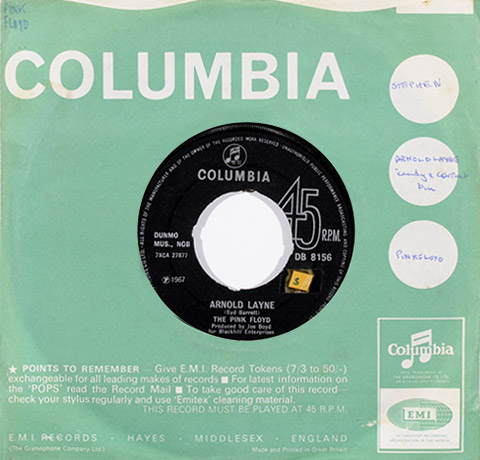 PINK
FLOYD
COLUMBIA
STEPHEN
ARNOLD LAYNE
"candy & currant
bun
PINK FLOYD
COLUMBIA
45
R.P.M.
DUNMO
MUS., NCB
7XCA 27877
DB 8156
℗ 1967
S
ARNOLD LAYNE
(Syd Barrett)
THE PINK FLOYD
Produced by Joe Boyd
for Blackhill Enterprises
★ POINTS TO REMEMBER — Give E.M.I. Record Tokens (7/3 to 50/-)
exchangeable for all leading makes of records ■ For latest information on
the 'POPS' read the Record Mail ■ To take good care of this record—
check your stylus regularly and use 'Emitex' cleaning material.
THIS RECORD MUST BE PLAYED AT 45 R.P.M.
E.M.I. RECORDS · HAYES · MIDDLESEX · ENGLAND
(The Gramophone Company Ltd.)
Made and Printed in Great Britain
Columbia
EMI